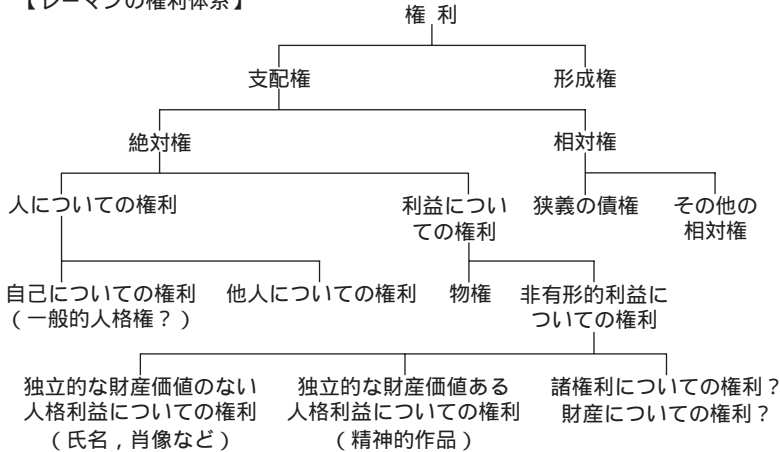 【レーマンの権利体系】
権 利
支配権 形成権
絶対権 相対権
人についての権利 利益につい
ての権利 狭義の債権 その他の
相対権
自己についての権利
(一般的人格権?) 他人についての権利 物権 非有形的利益に
ついての権利
独立的な財産価値のない
人格利益についての権利
(氏名,肖像など)
独立的な財産価値ある
人格利益についての権利
(精神的作品)
諸権利についての権利?
財産についての権利?